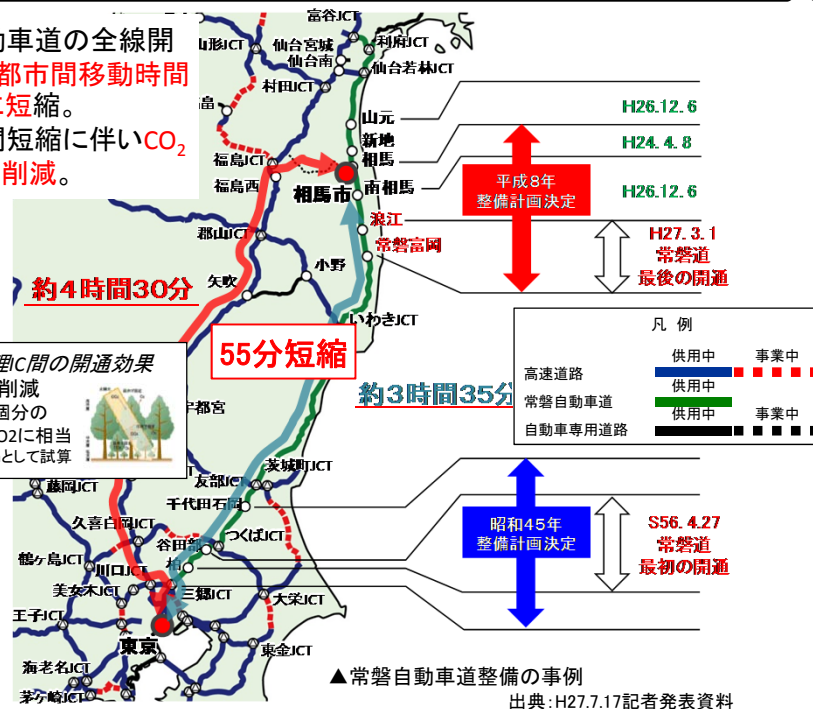 動車道の全線開
都市間移動時間
に短縮。
間短縮に伴いCO2
削減。
富谷JCT
山形JCT
仙台宮城
利府JCT
仙台南
仙台若林JCT
村田JCT
山元
新地
福島JCT
相馬
福島西
相馬市
南相馬
浪江
郡山JCT
常磐富岡
小野
矢吹
いわきJCT
約4時間30分
55分短縮
約3時間35分
理IC間の開通効果
削減
個分の
CO2に相当
として試算
宇都宮
茨城町JCT
友部JCT
藤岡JCT
千代田石岡
久喜白岡JCT
つくばJCT
谷田部
鶴ヶ島JCT
柏
川口JCT
美女木JCT
三郷JCT
大栄JCT
王子JCT
東京
東金JCT
海老名JCT
茅ヶ崎JCT
H26.12.6
H24.4.8
H26.12.6
平成8年
整備計画決定
H27.3.1
常磐道
最後の開通
凡 例
供用中 事業中
高速道路
供用中
常磐自動車道
供用中 事業中
自動車専用道路
昭和45年
整備計画決定
S56.4.27
常磐道
最初の開通
▲常磐自動車道整備の事例
出典:H27.7.17記者発表資料